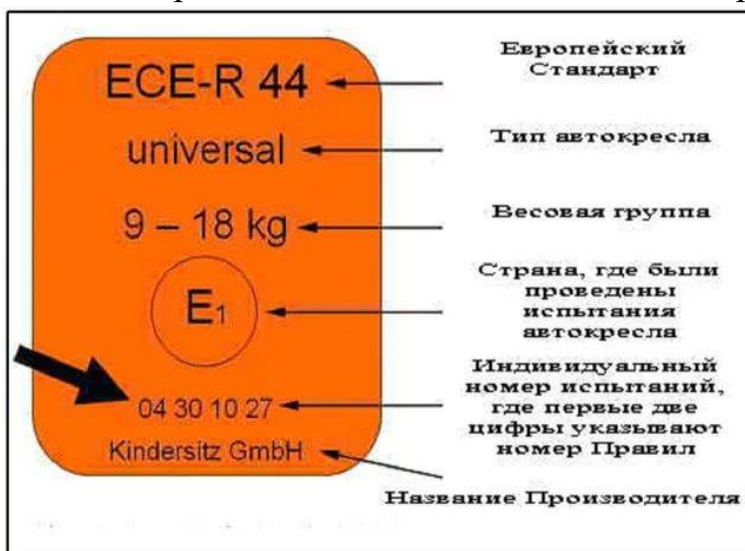 ECE-R 44
Европейский
Стандарт
universal
Тип автокресла
9 – 18 kg
Весовая группа
E1
Страна, где были
проведены
испытания
автокресла
04 30 10 27
Индивидуальный
номер испытаний,
где первые две
цифры указывают
номер Правил
Kindersitz GmbH
Название Производителя